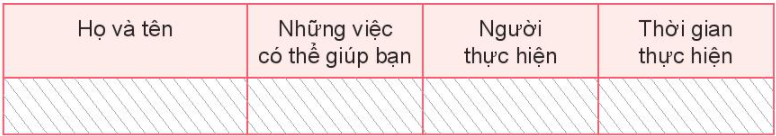 Họ và tên
Những việc
có thể giúp bạn
Người
thực hiện
Thời gian
thực hiện